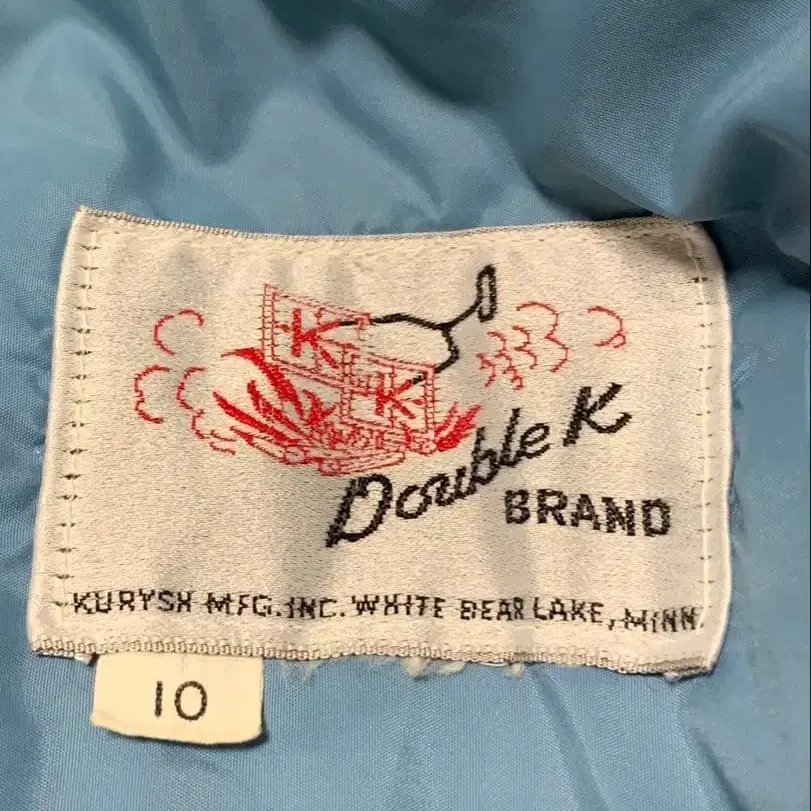 K
K
Double K
BRAND
KURYSH MFG. INC. WHITE BEAR LAKE, MINN.
10